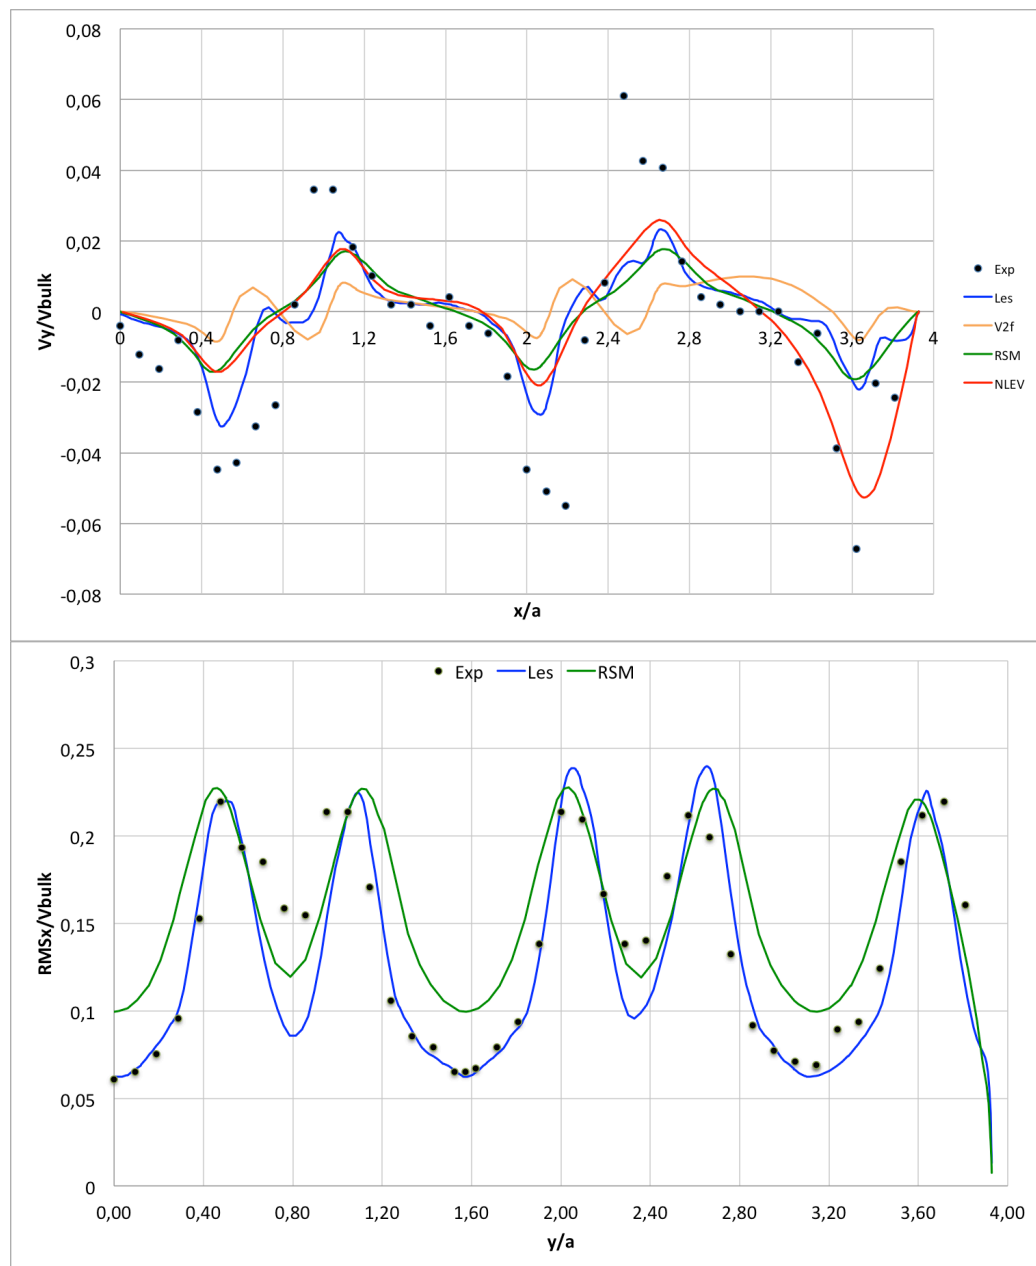 0,08
0,06
0,04
0,02
0
-0,02
-0,04
-0,06
-0,08
Vy/Vbulk
0 0,4 0,8 1,2 1,6 2 2,4 2,8 3,2 3,6 4
x/a
Exp
Les
V2f
RSM
NLEV
0,3
0,25
0,2
0,15
0,1
0,05
0
RMSx/Vbulk
Exp Les RSM
0,00 0,40 0,80 1,20 1,60 2,00 2,40 2,80 3,20 3,60 4,00
y/a